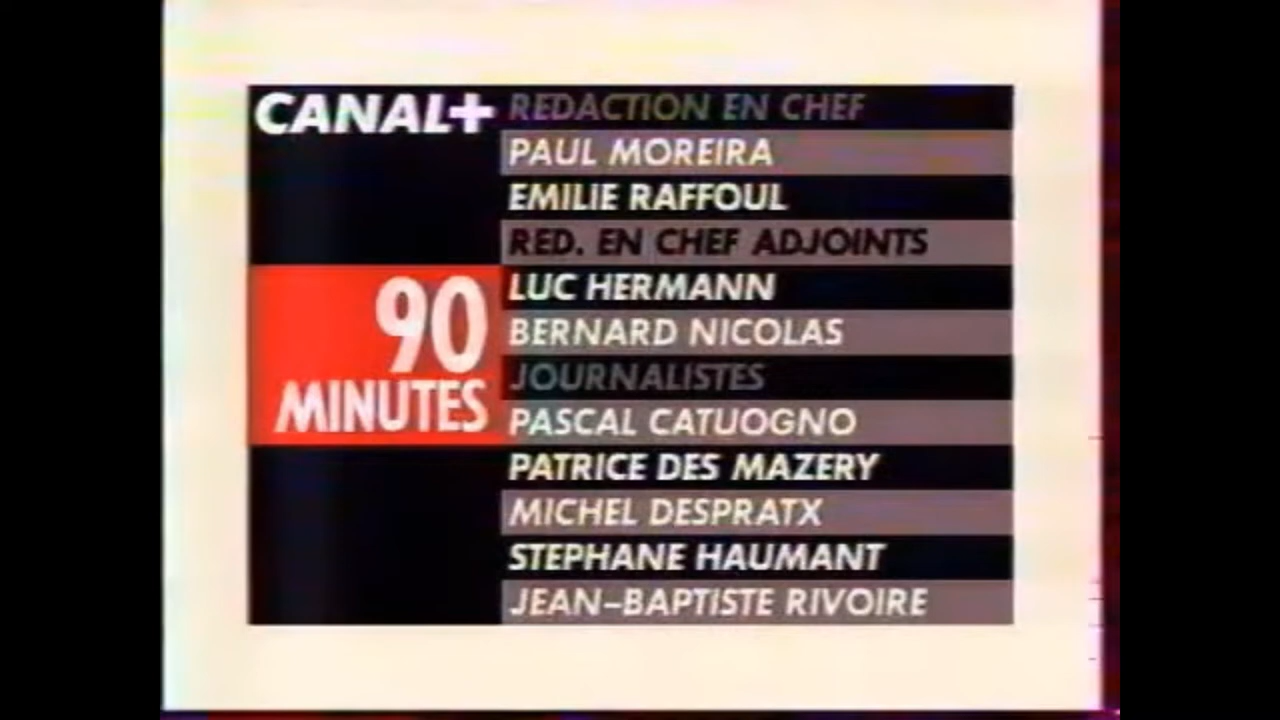 CANAL+
REDACTION EN CHEF
PAUL MOREIRA
EMILIE RAFFOUL
RED. EN CHEF ADJOINTS
LUC HERMANN
BERNARD NICOLAS
JOURNALISTES
PASCAL CATUOGNO
PATRICE DES MAZERY
MICHEL DESPRATX
STEPHANE HAUMANT
JEAN-BAPTISTE RIVOIRE
90
MINUTES